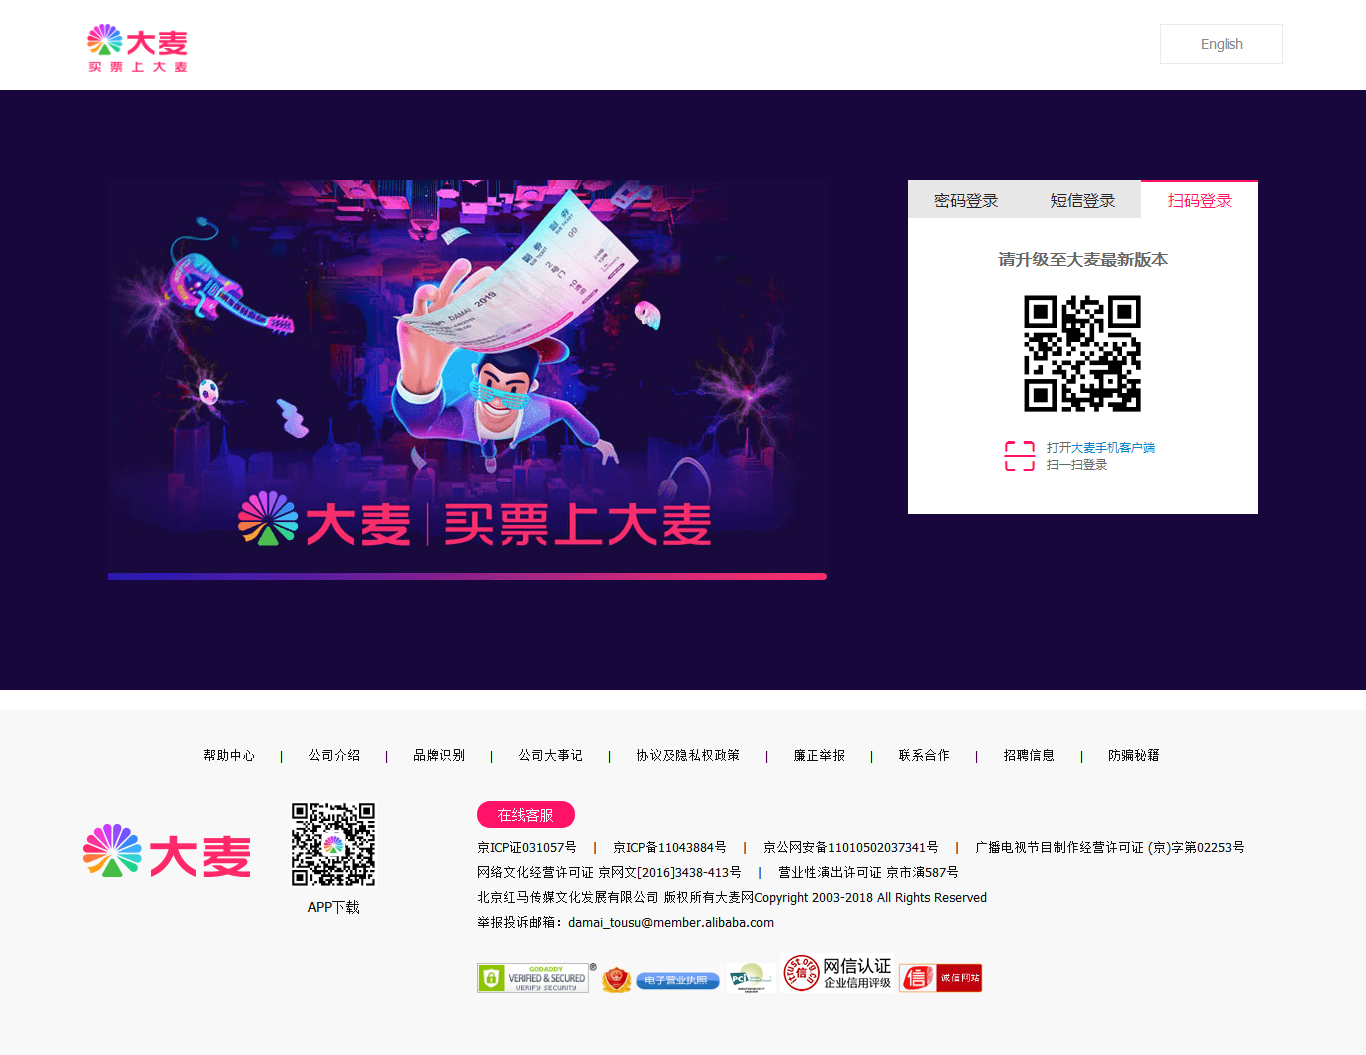 大麦
买票上大麦
English
密码登录 短信登录 扫码登录
请升级至大麦最新版本
打开大麦手机客户端
扫一扫登录
副券
副券
DAMAI 2019
大麦 | 买票上大麦
帮助中心 | 公司介绍 | 品牌识别 | 公司大事记 | 协议及隐私权政策 | 廉正举报 | 联系合作 | 招聘信息 | 防骗秘籍
大麦
APP下载
在线客服
京ICP证031057号 | 京ICP备11043884号 | 京公网安备11010502037341号 | 广播电视节目制作经营许可证 (京)字第02253号
网络文化经营许可证 京网文[2016]3438-413号 | 营业性演出许可证 京市演587号
北京红马传媒文化发展有限公司 版权所有大麦网Copyright 2003-2018 All Rights Reserved
举报投诉邮箱：damai_tousu@member.alibaba.com
GODADDY
VERIFIED & SECURED
VERIFY SECURITY
电子营业执照
PCI
网信认证
企业信用评级
信
诚信网站